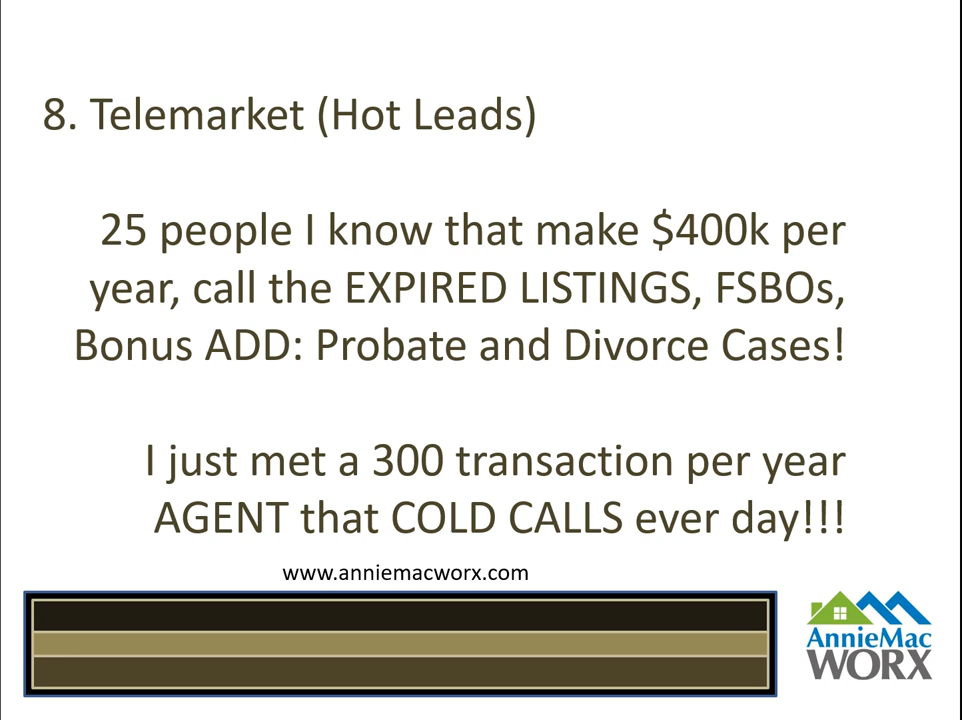 8. Telemarket (Hot Leads)
25 people I know that make $400k per
year, call the EXPIRED LISTINGS, FSBOs,
Bonus ADD: Probate and Divorce Cases!
I just met a 300 transaction per year
AGENT that COLD CALLS ever day!!!
www.anniemacworx.com
AnnieMac
WORX